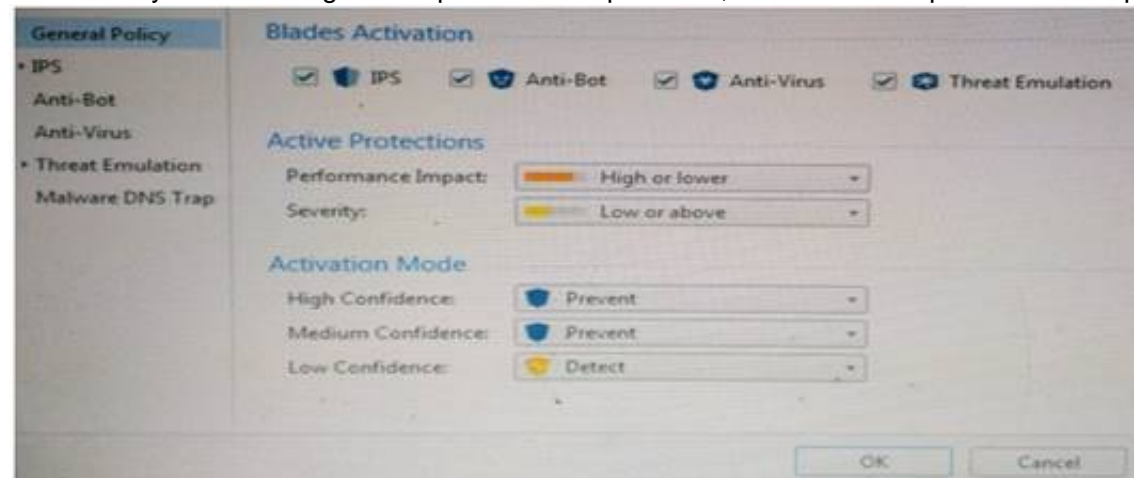 General Policy
IPS
Anti-Bot
Anti-Virus
Threat Emulation
Malware DNS Trap
Blades Activation
IPS Anti-Bot Anti-Virus Threat Emulation
Active Protections
Performance Impact: High or lower
Severity: Low or above
Activation Mode
High Confidence: Prevent
Medium Confidence: Prevent
Low Confidence: Detect
OK Cancel